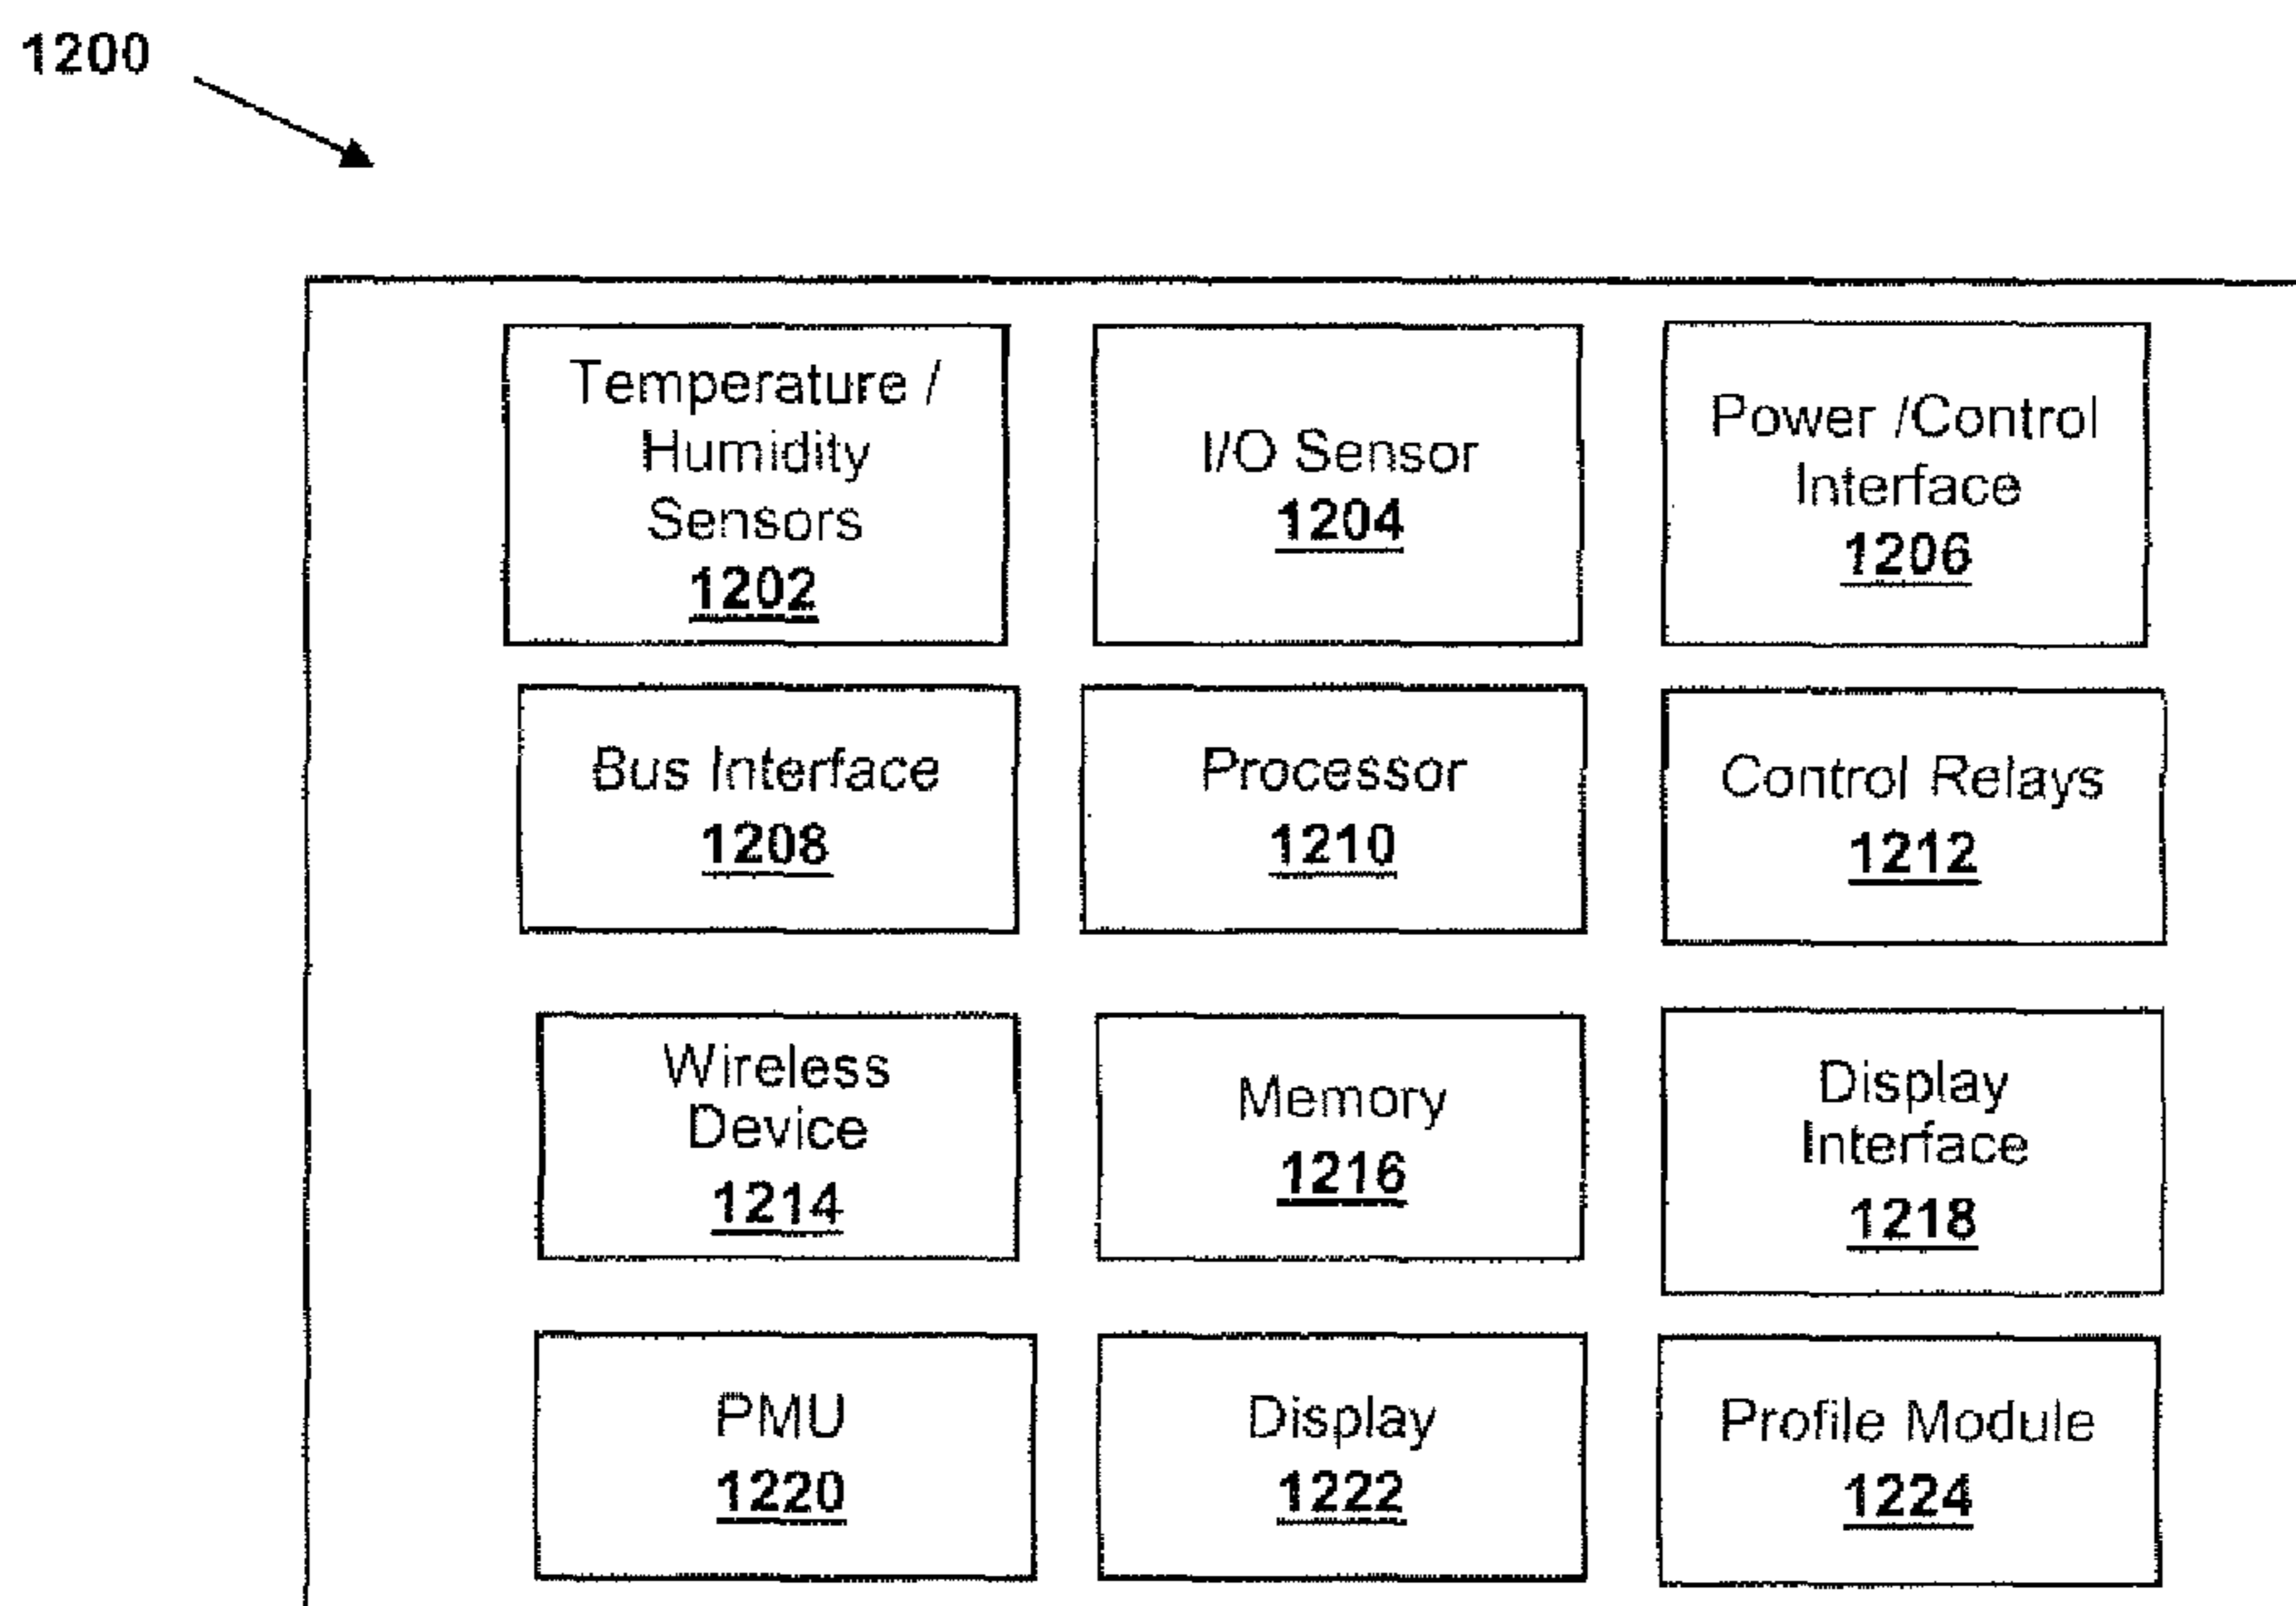 1200
Temperature /
Humidity
Sensors
1202
I/O Sensor
1204
Power /Control
Interface
1206
Bus Interface
1208
Processor
1210
Control Relays
1212
Wireless
Device
1214
Memory
1216
Display
Interface
1218
PMU
1220
Display
1222
Profile Module
1224